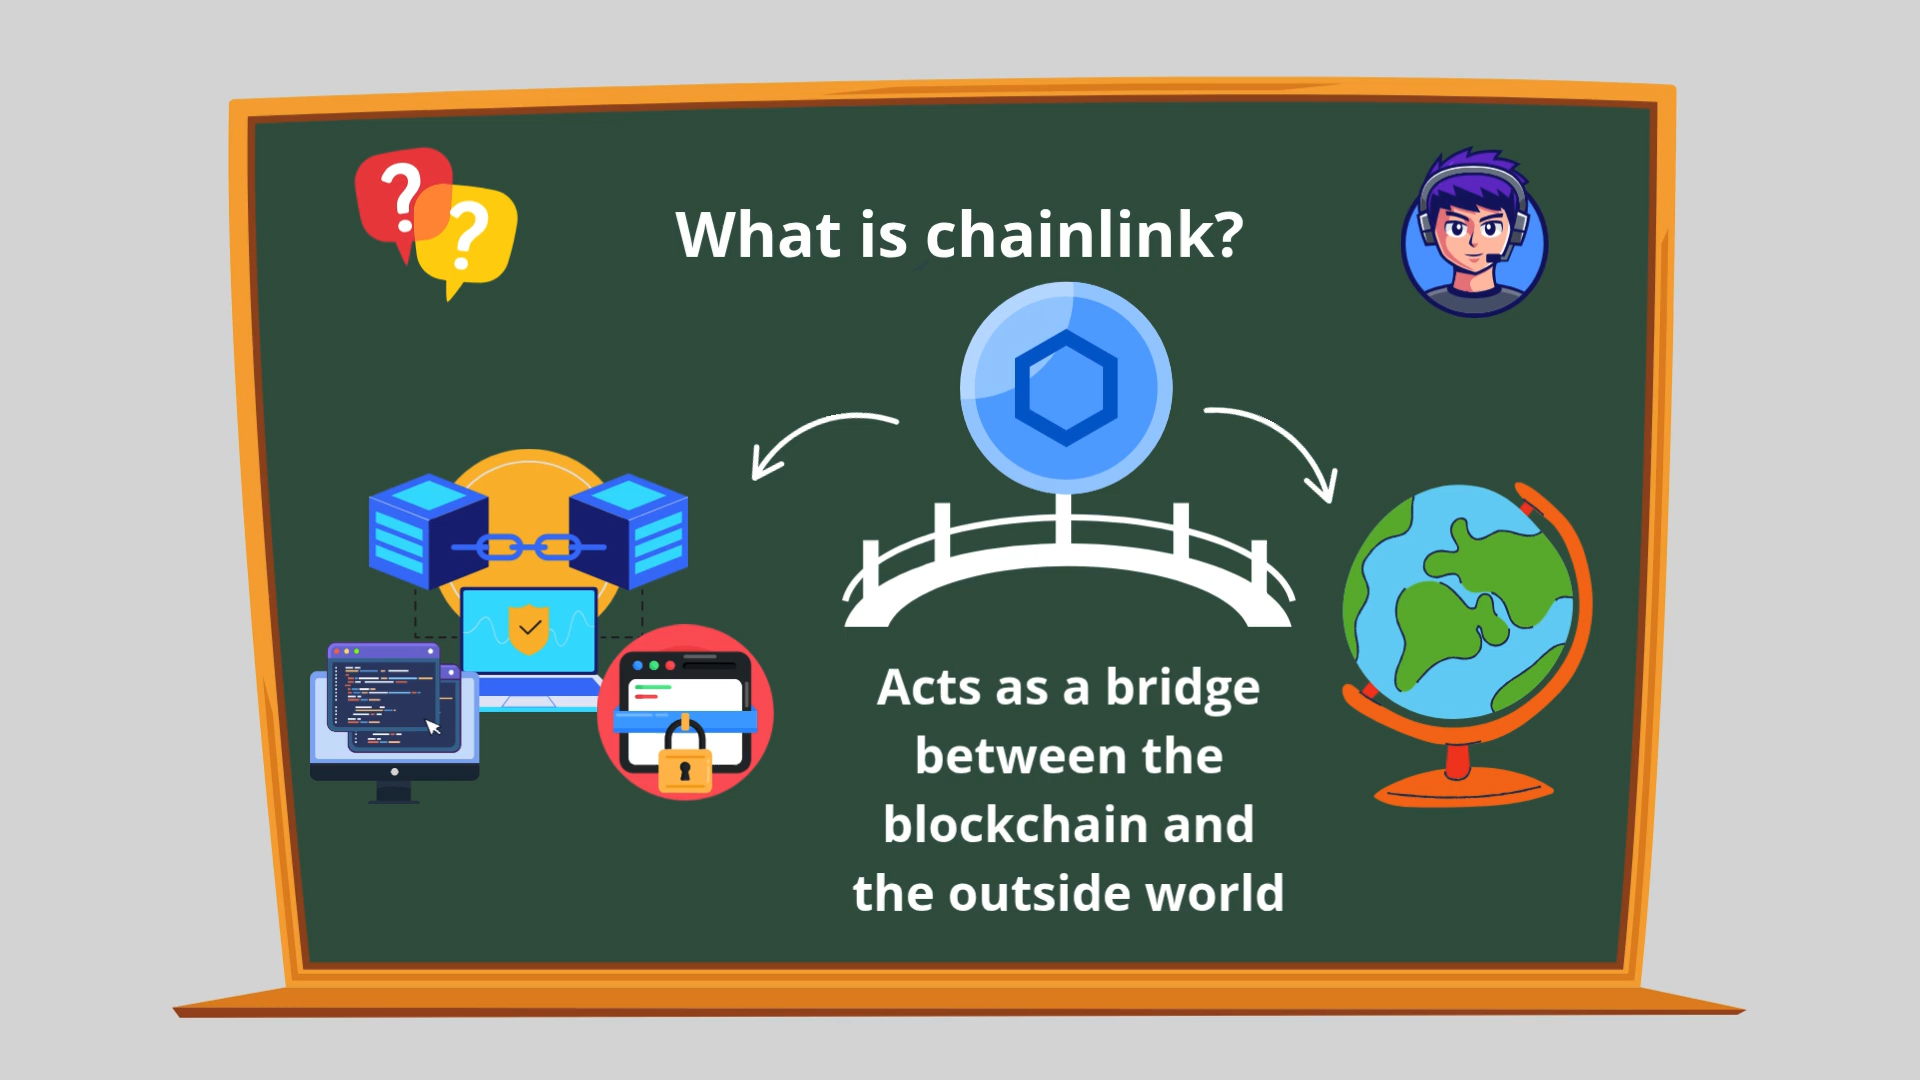 ? ?
What is chainlink?
Acts as a bridge
between the
blockchain and
the outside world